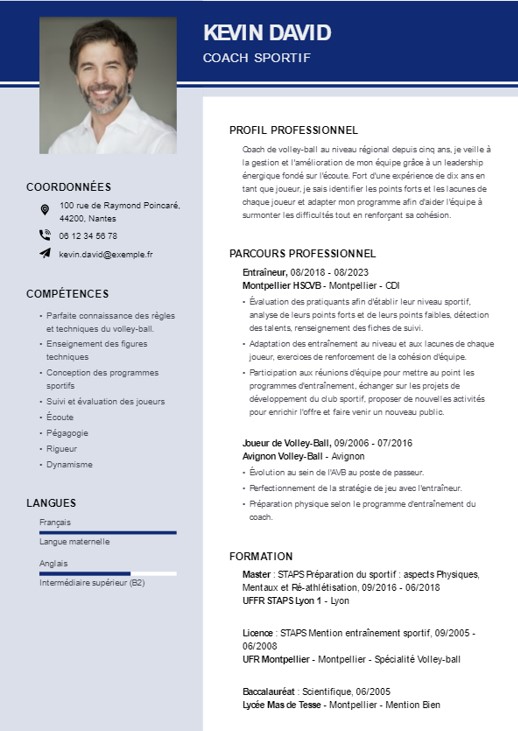 KEVIN DAVID
COACH SPORTIF
COORDONNÉES
100 rue de Raymond Poincaré,
44200, Nantes
06 12 34 56 78
kevin.david@exemple.fr
COMPÉTENCES
• Parfaite connaissance des règles
et techniques du volley-ball.
• Enseignement des figures
techniques
• Conception des programmes
sportifs
• Suivi et évaluation des joueurs
• Écoute
• Pégagogie
• Rigueur
• Dynamisme
LANGUES
Français
Langue maternelle
Anglais
Intermédiaire supérieur (B2)
PROFIL PROFESSIONNEL
Coach de volley-ball au niveau régional depuis cinq ans, je veille à
la gestion et l'amélioration de mon équipe grâce à un leadership
énergique fondé sur l'écoute. Fort d'une expérience de dix ans en
tant que joueur, je sais identifier les points forts et les lacunes de
chaque joueur et adapter mon programme afin d'aider l'équipe à
surmonter les difficultés tout en renforçant sa cohésion.
PARCOURS PROFESSIONNEL
Entraîneur, 08/2018 - 08/2023
Montpellier HSCVB - Montpellier - CDI
• Évaluation des pratiquants afin d'établir leur niveau sportif,
analyse de leurs points forts et de leurs points faibles, détection
des talents, renseignement des fiches de suivi.
• Adaptation des entraînement au niveau et aux lacunes de chaque
joueur, exercices de renforcement de la cohésion d'équipe.
• Participation aux réunions d'équipe pour mettre au point les
programmes d'entraînement, échanger sur les projets de
développement du club sportif, proposer de nouvelles activités
pour enrichir l'offre et faire venir un nouveau public.
Joueur de Volley-Ball, 09/2006 - 07/2016
Avignon Volley-Ball - Avignon
• Évolution au sein de l'AVB au poste de passeur.
• Perfectionnement de la stratégie de jeu avec l'entraîneur.
• Préparation physique selon le programme d'entraînement du
coach.
FORMATION
Master : STAPS Préparation du sportif : aspects Physiques,
Mentaux et Ré-athlétisation, 09/2016 - 06/2018
UFFR STAPS Lyon 1 - Lyon
Licence : STAPS Mention entraînement sportif, 09/2005 -
06/2008
UFR Montpellier - Montpellier - Spécialité Volley-ball
Baccalauréat : Scientifique, 06/2005
Lycée Mas de Tesse - Montpellier - Mention Bien